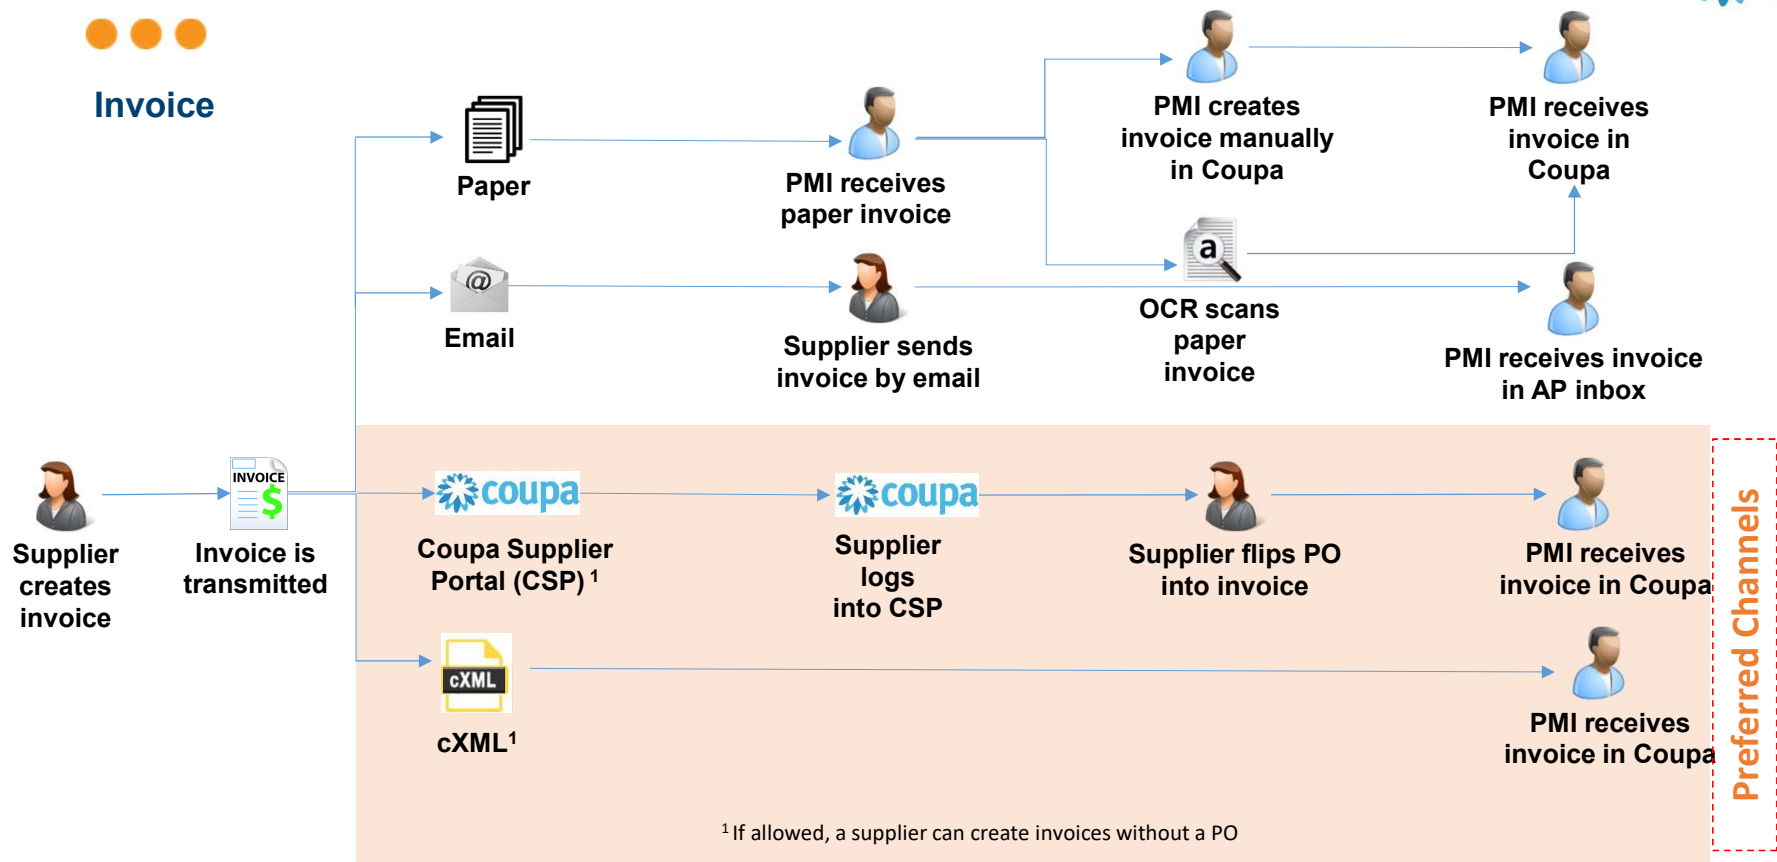 Invoice
Paper
PMI receives
paper invoice
PMI creates
invoice manually
in Coupa
PMI receives
invoice in
Coupa
a
OCR scans
paper
invoice
@
Email
Supplier sends
invoice by email
PMI receives invoice
in AP inbox
Supplier
creates
invoice
INVOICE
$
Invoice is
transmitted
coupa
Coupa Supplier
Portal (CSP) 1
coupa
Supplier
logs
into CSP
Supplier flips PO
into invoice
PMI receives
invoice in Coupa
cXML
cXML1
PMI receives
invoice in Coupa
Preferred Channels
1 If allowed, a supplier can create invoices without a PO